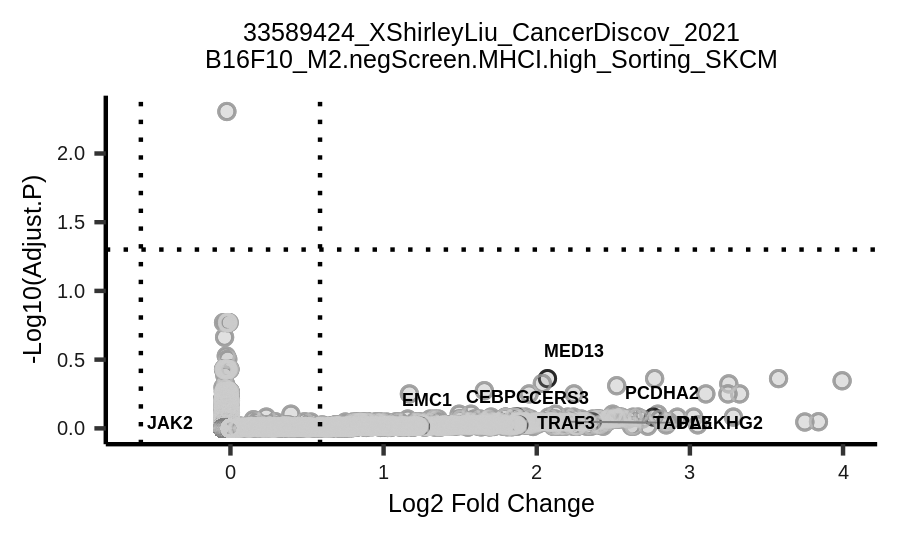 33589424_XShirleyLiu_CancerDiscov_2021
B16F10_M2.negScreen.MHCI.high_Sorting_SKCM
-Log10(Adjust.P)
2.0
1.5
1.0
0.5
0.0
MED13
EMC1
CEBPG
CERS3
PCDHA2
JAK2
TRAF3
PLEKHG2
0
1
2
3
4
Log2 Fold Change